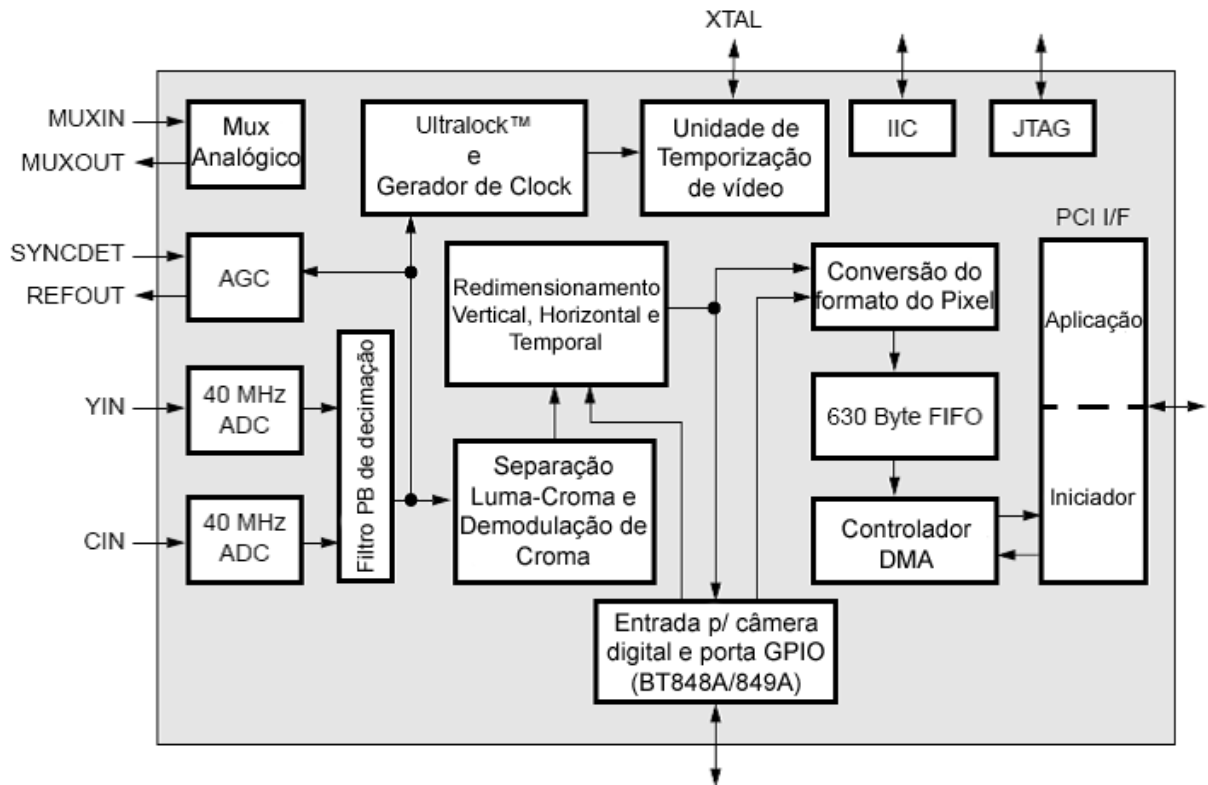 XTAL
MUXIN
MUXOUT
Mux
Analógico
Ultralock™
e
Gerador de Clock
Unidade de
Temporização
de vídeo
IIC
JTAG
SYNCDET
REFOUT
AGC
Redimensionamento
Vertical, Horizontal e
Temporal
Conversão do
formato do Pixel
PCI I/F
Aplicação
Iniciador
YIN
40 MHz
ADC
CIN
40 MHz
ADC
Filtro PB de decimação
Separação
Luma-Croma e
Demodulação de
Croma
630 Byte FIFO
Controlador
DMA
Entrada p/ câmera
digital e porta GPIO
(BT848A/849A)